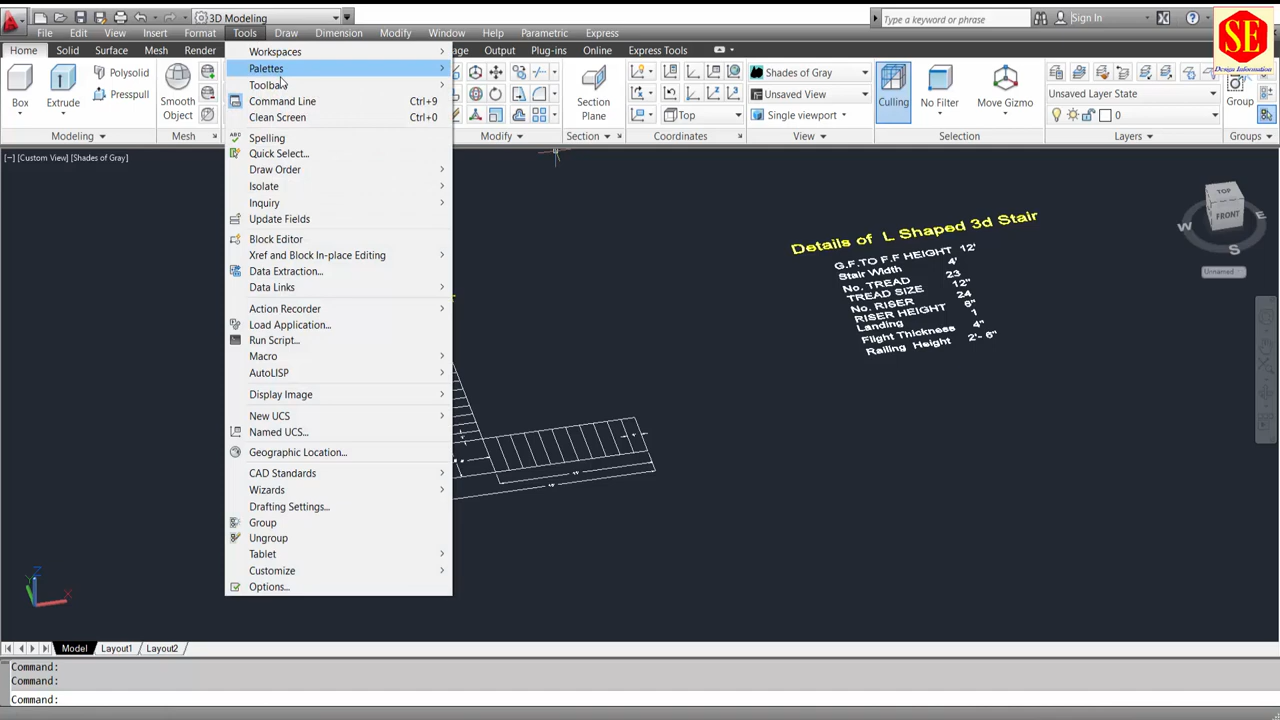 3D Modeling
Type a keyword or phrase
Sign In
SE
Design Information
File Edit View Insert Format Tools Draw Dimension Modify Window Help Parametric Express
Home Solid Surface Mesh Render Output Plug-ins Online Express Tools
Box
Extrude
Polysolid
Presspull
Smooth
Object
Section
Plane
Top
Shades of Gray
Unsaved View
Single viewport
Culling
No Filter
Move Gizmo
Unsaved Layer State
0
Group
Modeling Mesh Modify Section Coordinates View Selection Layers Groups
[−] [Custom View] [Shades of Gray]
Workspaces
Palettes
Toolbars
Command Line Ctrl+9
Clean Screen Ctrl+0
Spelling
Quick Select...
Draw Order
Isolate
Inquiry
Update Fields
Block Editor
Xref and Block In-place Editing
Data Extraction...
Data Links
Action Recorder
Load Application...
Run Script...
Macro
AutoLISP
Display Image
New UCS
Named UCS...
Geographic Location...
CAD Standards
Wizards
Drafting Settings...
Group
Ungroup
Tablet
Customize
Options...
Details of L Shaped 3d Stair
G.F.TO F.F HEIGHT 12'
Stair Width 4'
No. TREAD 23
TREAD SIZE 12"
No. RISER 24
RISER HEIGHT 6"
Landing 1
Flight Thickness 4"
Railing Height 2'- 6"
TOP
FRONT
W
E
S
Unnamed
Z
X
Model Layout1 Layout2
Command:
Command:
Command: